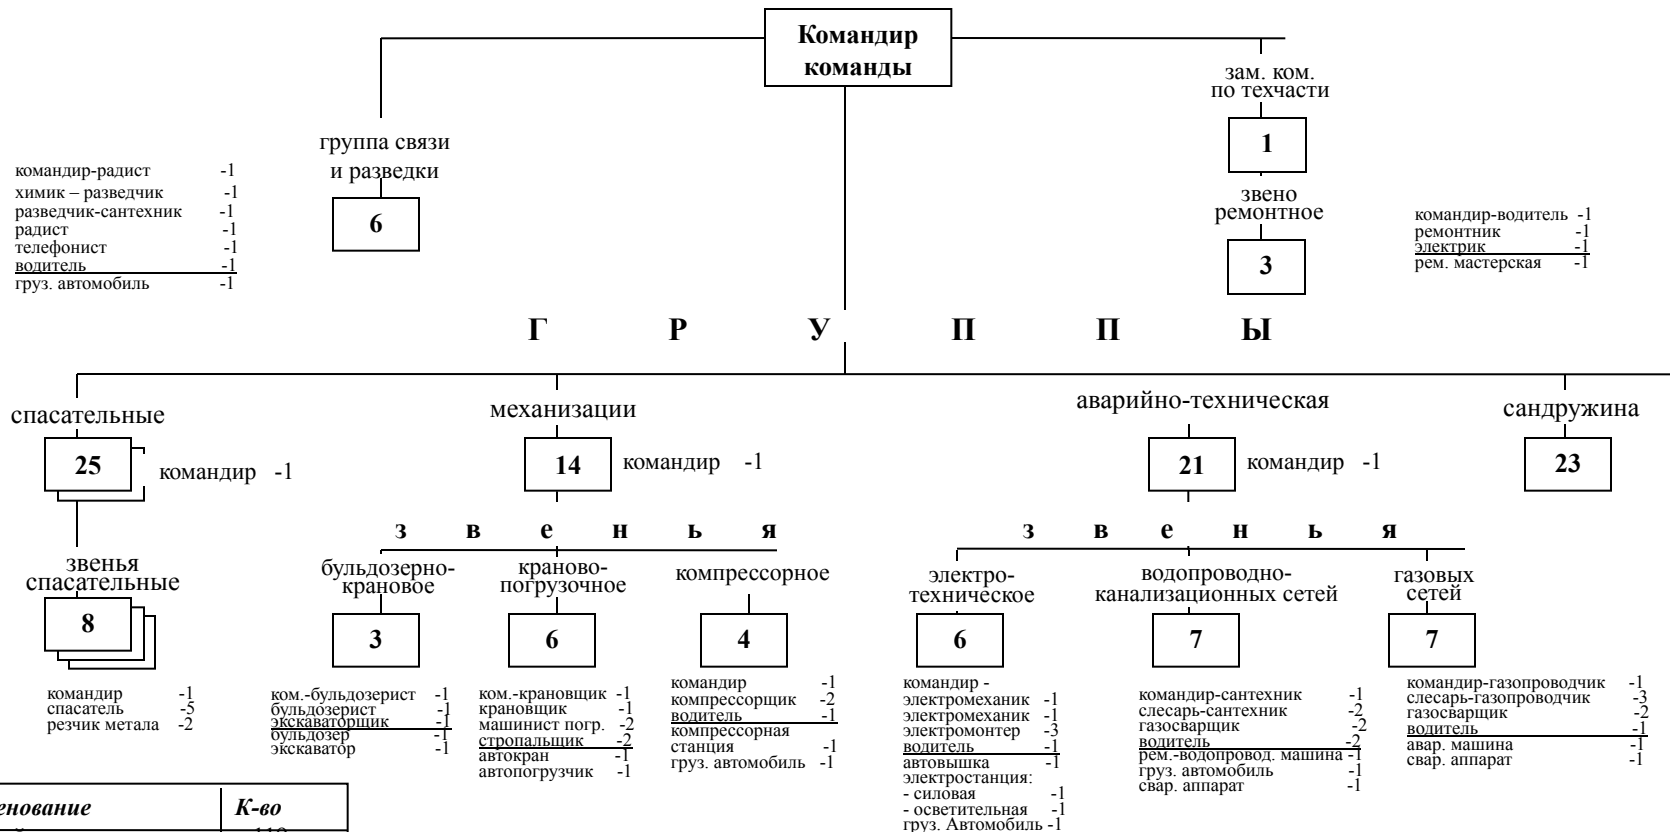 Командир
команды
зам. ком.
по техчасти
1
звено
ремонтное
3
командир-водитель -1
ремонтник -1
электрик -1
рем. мастерская -1
группа связи
и разведки
6
командир-радист -1
химик – разведчик -1
разведчик-сантехник -1
радист -1
телефонист -1
водитель -1
груз. автомобиль -1
Г Р У П П Ы
спасательные
25
командир -1
звенья
спасательные
8
командир -1
спасатель -5
резчик метала -2
механизации
14
командир -1
з в е н ь я
бульдозерно-
крановое
3
ком.-бульдозерист -1
бульдозерист -1
экскаваторщик -1
бульдозер -1
экскаватор -1
краново-
погрузочное
6
ком.-крановщик -1
крановщик -1
машинист погр. -2
стропальщик -2
автокран -1
автопогрузчик -1
компрессорное
4
командир -1
компрессорщик -2
водитель -1
компрессорная
станция -1
груз. автомобиль -1
аварийно-техническая
21
командир -1
з в е н ь я
электро-
техническое
6
командир -
электромеханик -1
электромеханик -1
электромонтер -3
водитель -1
автовышка -1
электростанция:
- силовая -1
- осветительная -1
груз. Автомобиль -1
водопроводно-
канализационных сетей
7
командир-сантехник -1
слесарь-сантехник -2
газосварщик -2
водитель -2
рем.-водопровод. машина -1
груз. автомобиль -1
свар. аппарат -1
газовых
сетей
7
командир-газопроводчик -1
слесарь-газопроводчик -3
газосварщик -2
водитель -1
авар. машина -1
свар. аппарат -1
сандружина
23
енование К-во